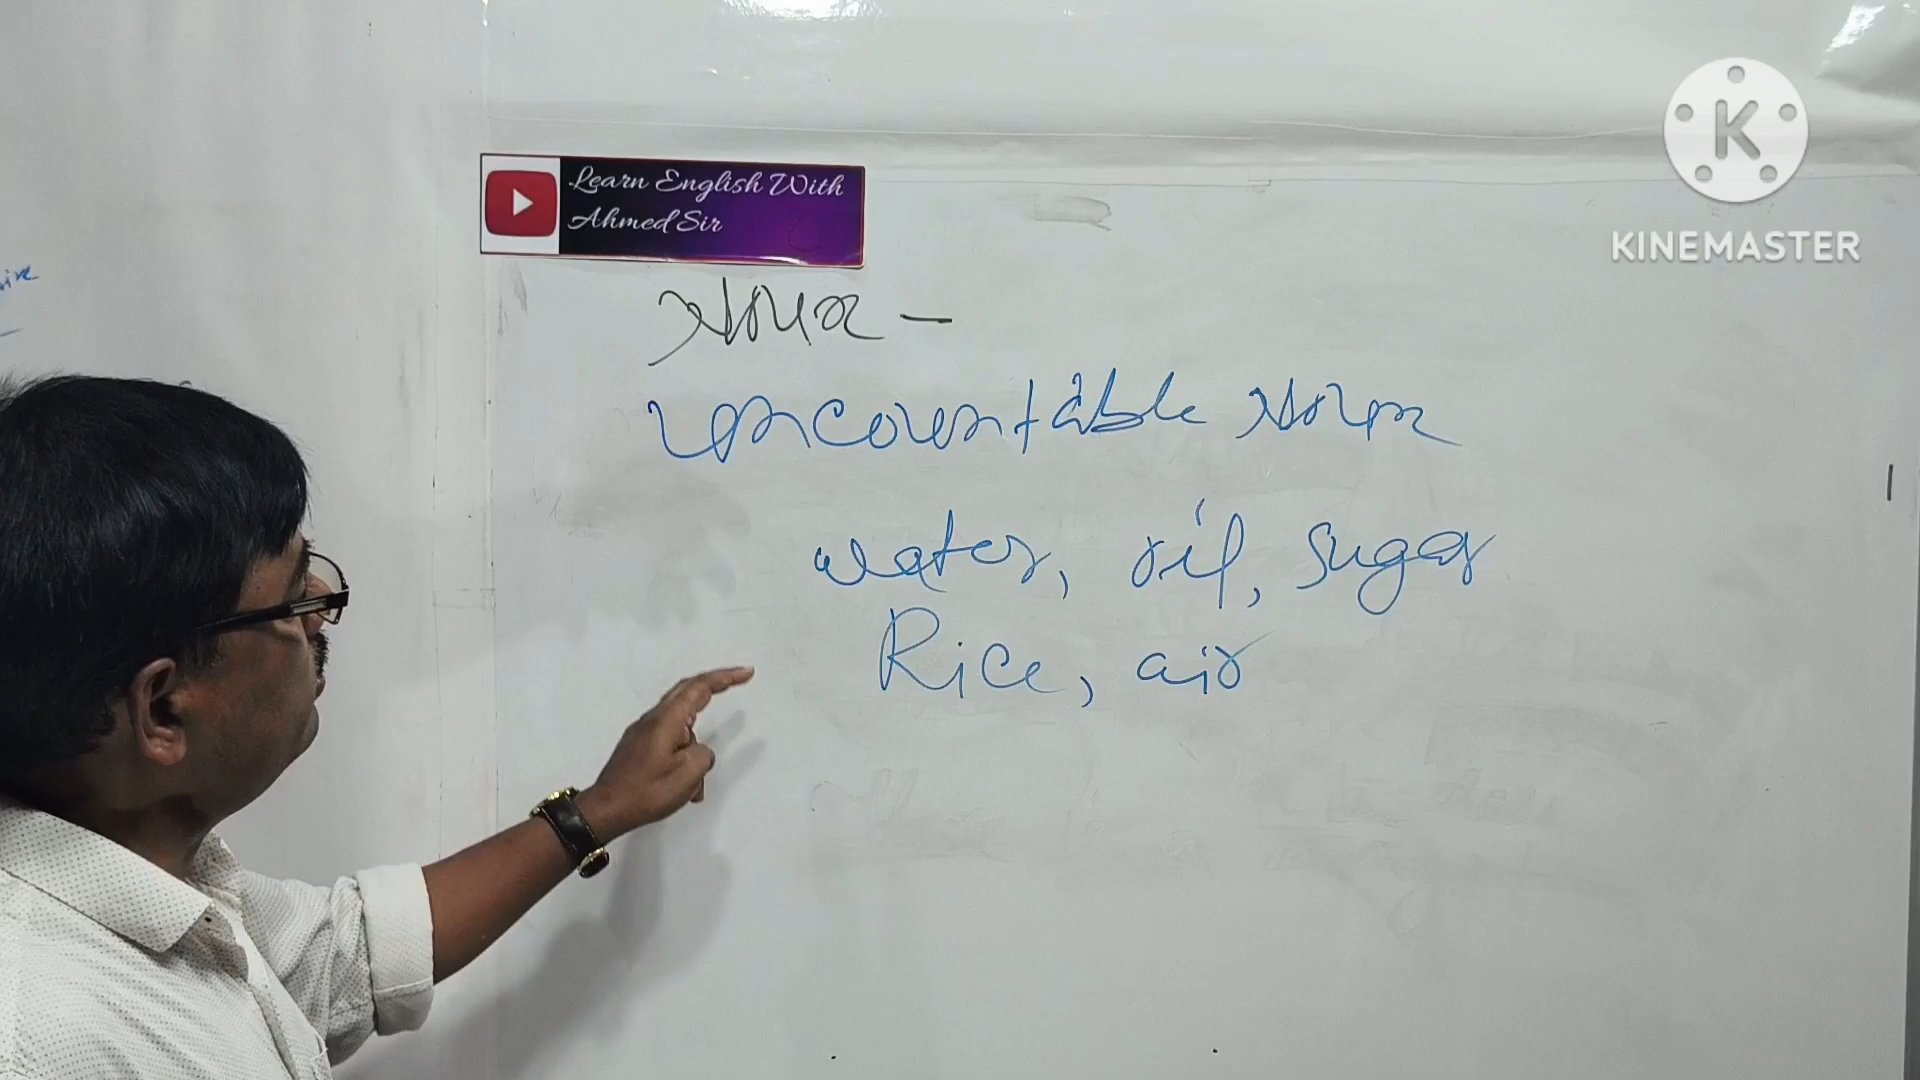 Learn English With
Ahmed Sir
K
KINEMASTER
Noun -
uncountable Noun
water, oil, sugar
Rice, air